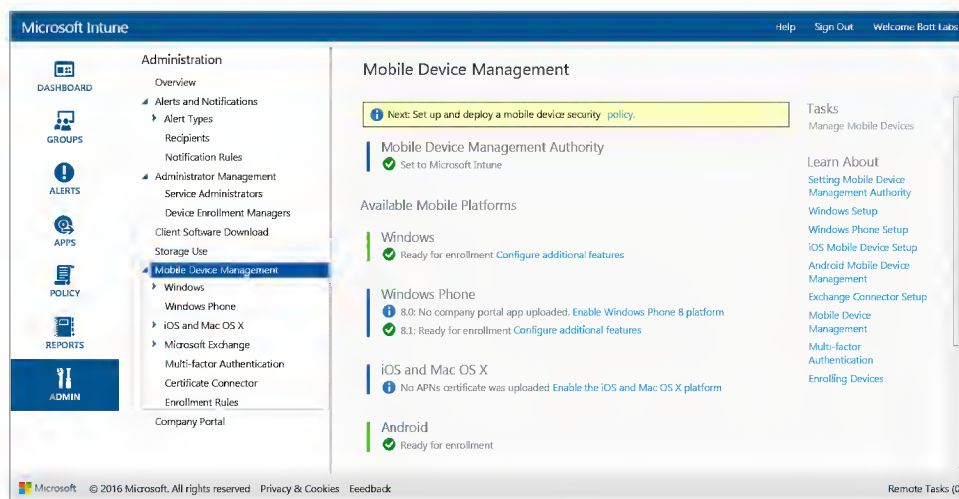 Microsoft Intune
Help Sign Out Welcome Bott Labs
DASHBOARD
GROUPS
ALERTS
APPS
POLICY
REPORTS
ADMIN
Administration
Overview
Alerts and Notifications
Alert Types
Recipients
Notification Rules
Administrator Management
Service Administrators
Device Enrollment Managers
Client Software Download
Storage Use
Mobile Device Management
Windows
Windows Phone
iOS and Mac OS X
Microsoft Exchange
Multi-factor Authentication
Certificate Connector
Enrollment Rules
Company Portal
Mobile Device Management
Next: Set up and deploy a mobile device security policy.
Mobile Device Management Authority
Set to Microsoft Intune
Available Mobile Platforms
Windows
Ready for enrollment Configure additional features
Windows Phone
8.0: No company portal app uploaded. Enable Windows Phone 8 platform
8.1: Ready for enrollment Configure additional features
iOS and Mac OS X
No APNs certificate was uploaded Enable the iOS and Mac OS X platform
Android
Ready for enrollment
Tasks
Manage Mobile Devices
Learn About
Setting Mobile Device
Management Authority
Windows Setup
Windows Phone Setup
iOS Mobile Device Setup
Android Mobile Device
Management
Exchange Connector Setup
Mobile Device
Management
Multi-factor
Authentication
Enrolling Devices
Microsoft © 2016 Microsoft. All rights reserved Privacy & Cookies Feedback
Remote Tasks (0